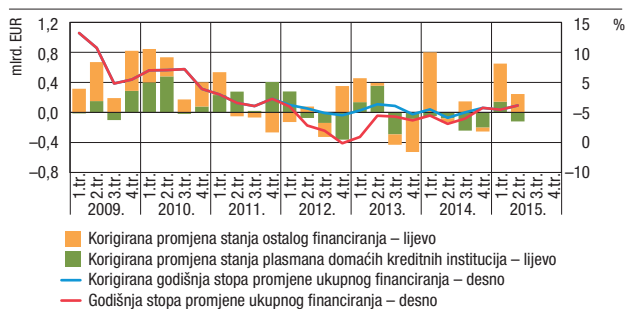 mlrd. EUR
%
1,2
0,8
0,4
0,0
–0,4
–0,8
15
10
5
–5
0
–10
1.tr. 2.tr. 3.tr. 4.tr. 1.tr. 2.tr. 3.tr. 4.tr. 1.tr. 2.tr. 3.tr. 4.tr. 1.tr. 2.tr. 3.tr. 4.tr. 1.tr. 2.tr. 3.tr. 4.tr. 1.tr. 2.tr. 3.tr. 4.tr. 1.tr. 2.tr. 3.tr. 4.tr.
2009. 2010. 2011. 2012. 2013. 2014. 2015.
Korigirana promjena stanja ostalog financiranja – lijevo
Korigirana promjena stanja plasmana domaćih kreditnih institucija – lijevo
Korigirana godišnja stopa promjene ukupnog financiranja – desno
Godišnja stopa promjene ukupnog financiranja – desno